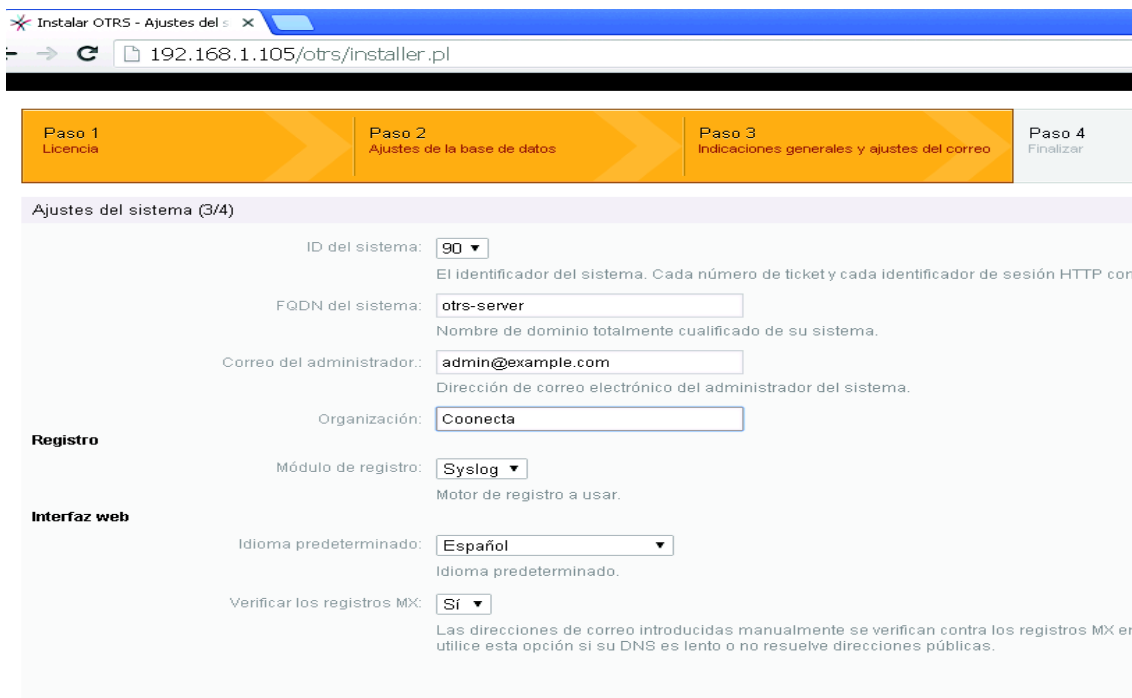 Instalar OTRS - Ajustes del s
192.168.1.105/otrs/installer.pl
Paso 1
Licencia
Paso 2
Ajustes de la base de datos
Paso 3
Indicaciones generales y ajustes del correo
Paso 4
Finalizar
Ajustes del sistema (3/4)
ID del sistema: 90
El identificador del sistema. Cada número de ticket y cada identificador de sesión HTTP con
FQDN del sistema: otrs-server
Nombre de dominio totalmente cualificado de su sistema.
Correo del administrador.: admin@example.com
Dirección de correo electrónico del administrador del sistema.
Organización: Coonecta
Registro
Módulo de registro: Syslog
Motor de registro a usar.
Interfaz web
Idioma predeterminado: Español
Idioma predeterminado.
Verificar los registros MX: Sí
Las direcciones de correo introducidas manualmente se verifican contra los registros MX en
utilice esta opción si su DNS es lento o no resuelve direcciones públicas.